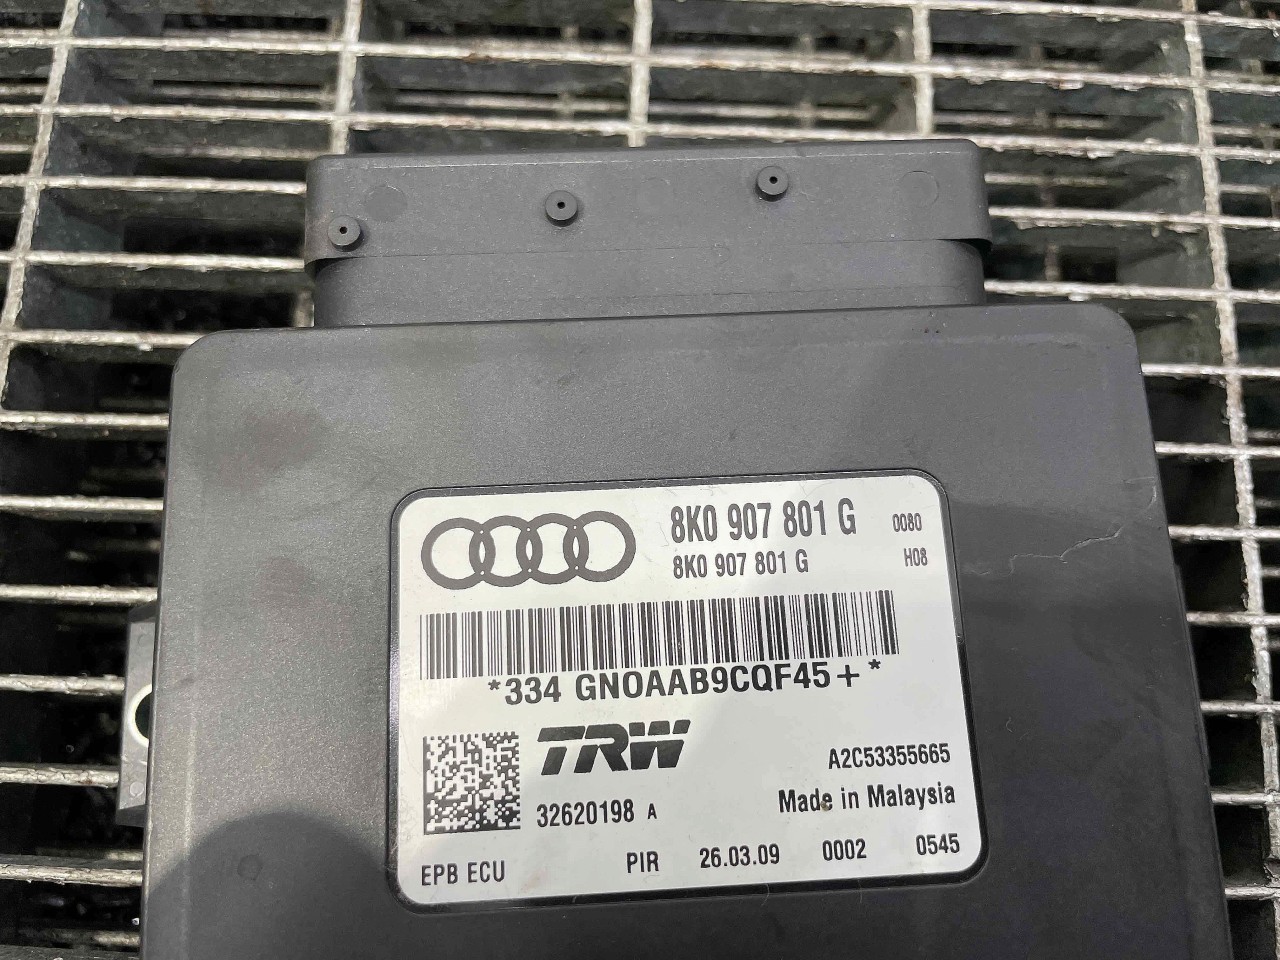 8K0 907 801 G 0080
8K0 907 801 G H08
*334 GN0AAB9CQF45+*
TRW
A2C53355665
32620198 A
Made in Malaysia
EPB ECU PIR 26.03.09 0002 0545